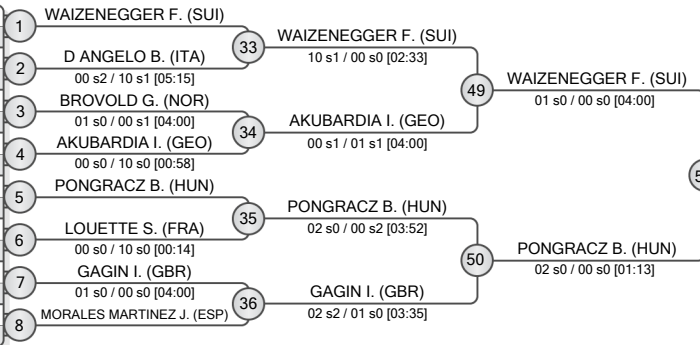 1
WAIZENEGGER F. (SUI)
2
D ANGELO B. (ITA)
00 s2 / 10 s1 [05:15]
3
BROVOLD G. (NOR)
01 s0 / 00 s1 [04:00]
4
AKUBARDIA I. (GEO)
00 s0 / 10 s0 [00:58]
5
PONGRACZ B. (HUN)
6
LOUETTE S. (FRA)
00 s0 / 10 s0 [00:14]
7
GAGIN I. (GBR)
01 s0 / 00 s0 [04:00]
8
MORALES MARTINEZ J. (ESP)
33
WAIZENEGGER F. (SUI)
10 s1 / 00 s0 [02:33]
34
AKUBARDIA I. (GEO)
00 s1 / 01 s1 [04:00]
35
PONGRACZ B. (HUN)
02 s0 / 00 s2 [03:52]
36
GAGIN I. (GBR)
02 s2 / 01 s0 [03:35]
49
WAIZENEGGER F. (SUI)
01 s0 / 00 s0 [04:00]
50
PONGRACZ B. (HUN)
02 s0 / 00 s0 [01:13]